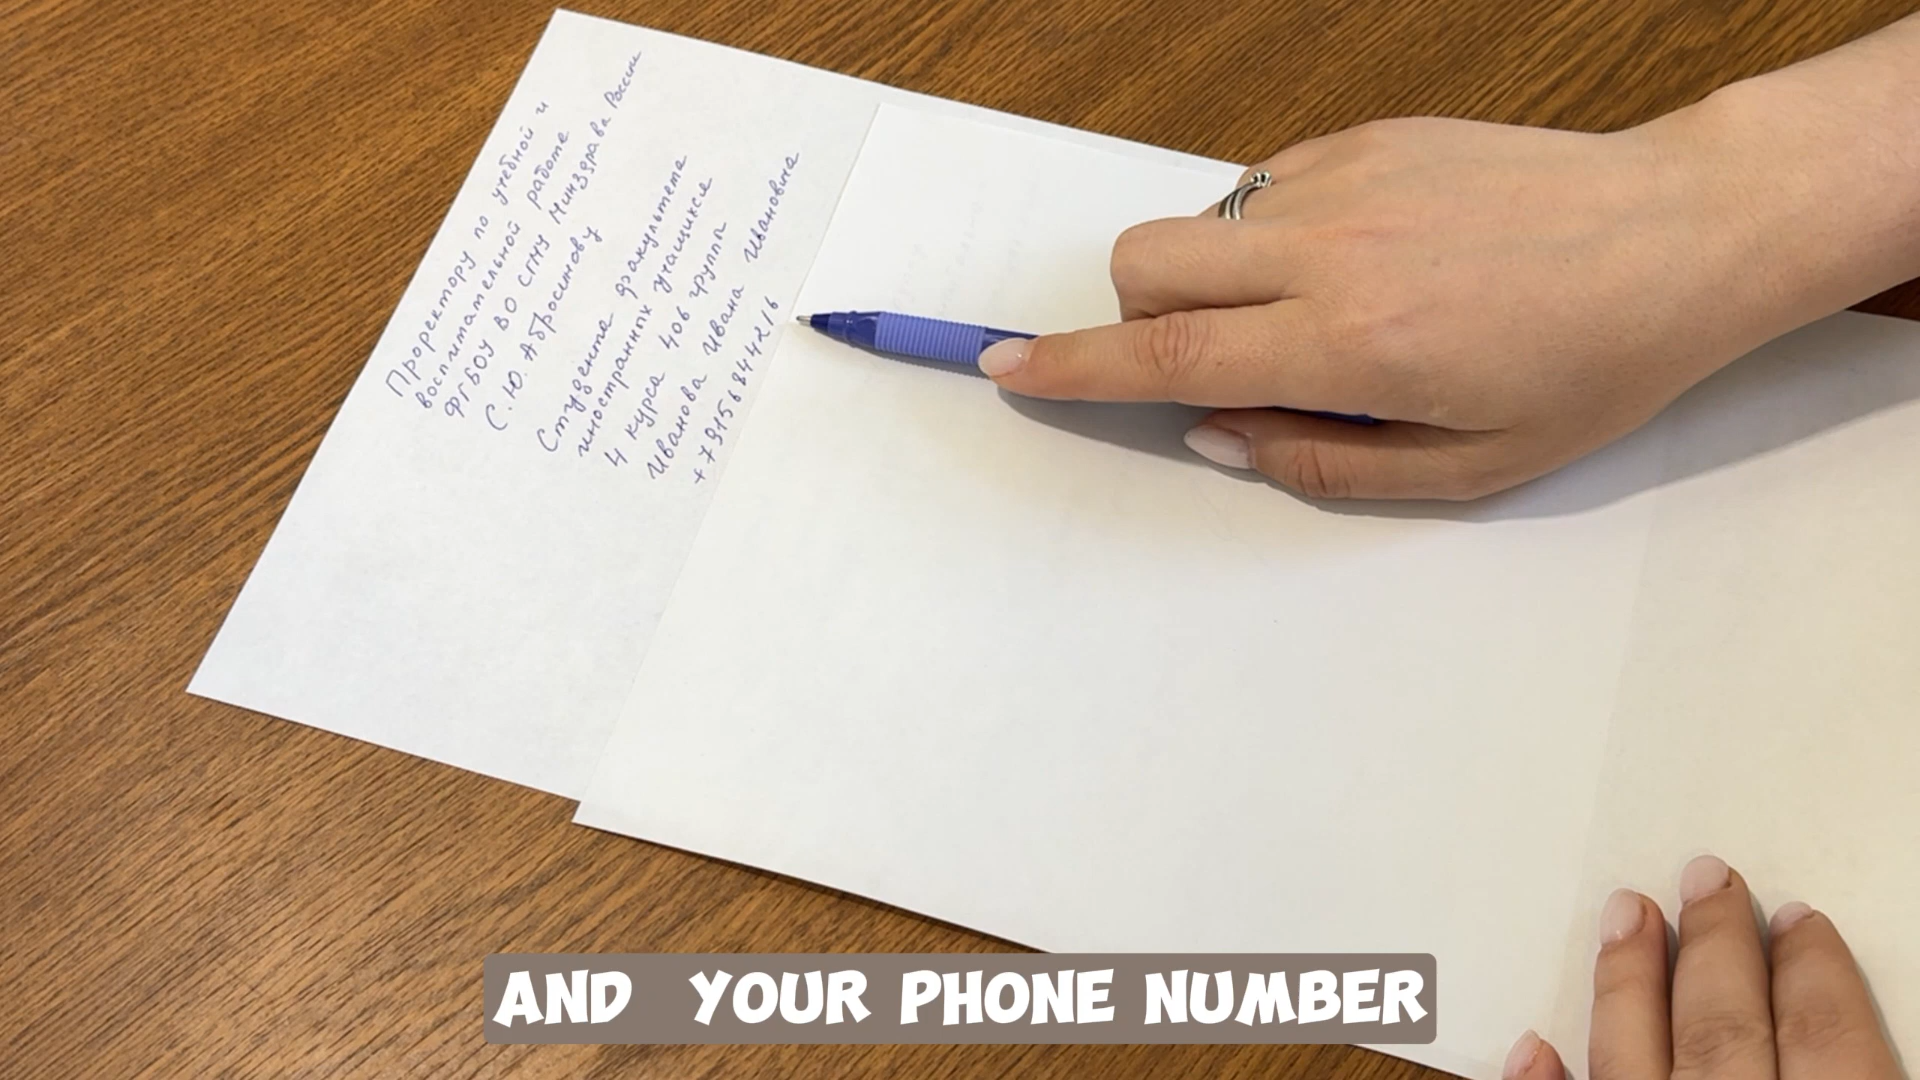 Проректору по учебной и
воспитательной работе
ФГБОУ ВО СГМУ Минздрава России
С.Ю. Абросимову
Студента факультета
иностранных учащихся
4 курса 406 групп
Иванова Ивана Ивановича
+79156844216
AND YOUR PHONE NUMBER